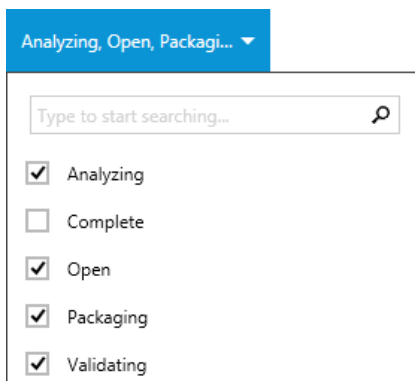 Analyzing, Open, Packagi...
Type to start searching...
Analyzing
Complete
Open
Packaging
Validating